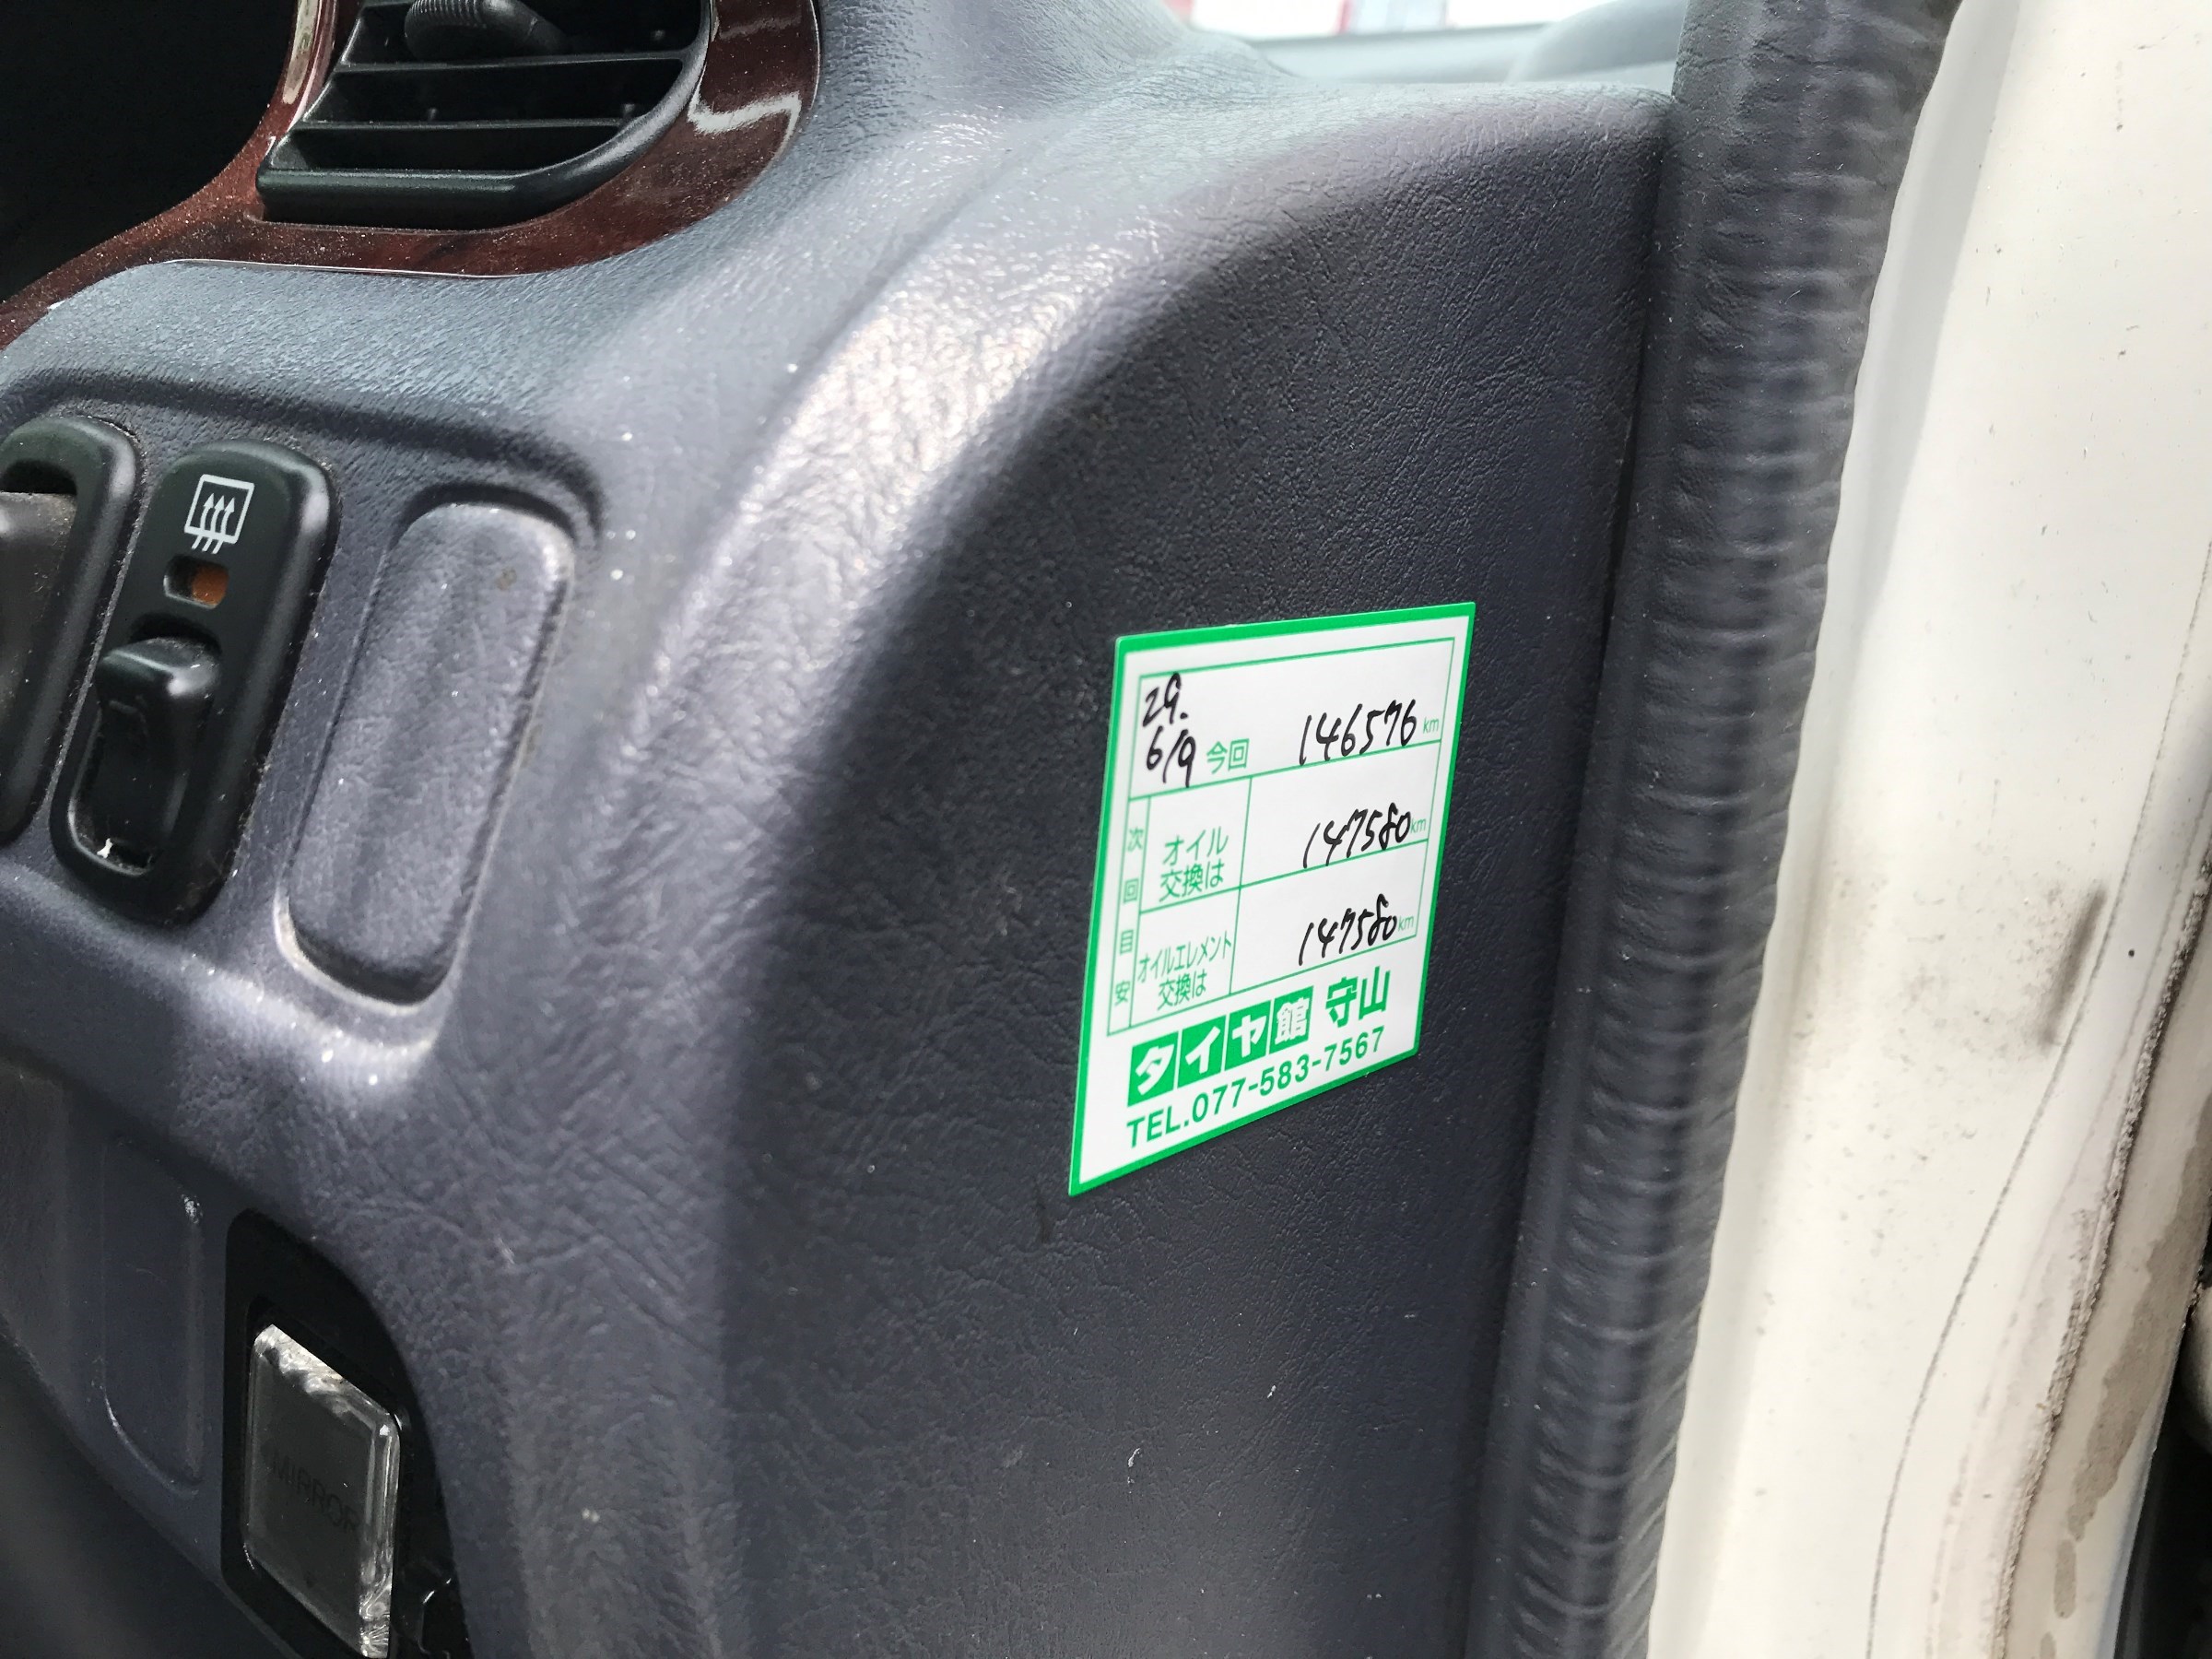 29.
6/9 今回 146576 km
次回目安
オイル
交換は
147580 km
オイルエレメント
交換は
147580 km
タイヤ館 守山
TEL.077-583-7567
MIRROR